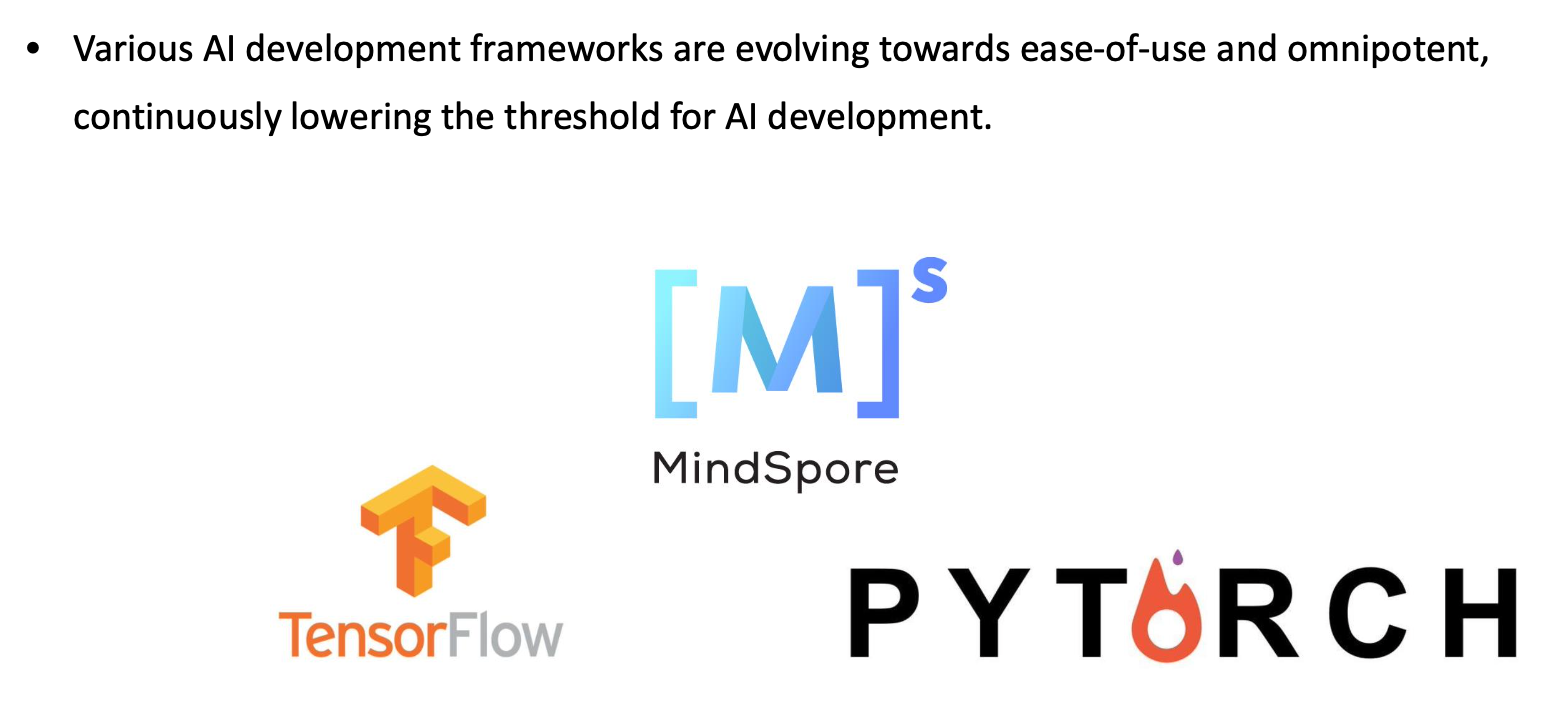 • Various AI development frameworks are evolving towards ease-of-use and omnipotent,
continuously lowering the threshold for AI development.
[M]S
MindSpore
TensorFlow
PYTORCH